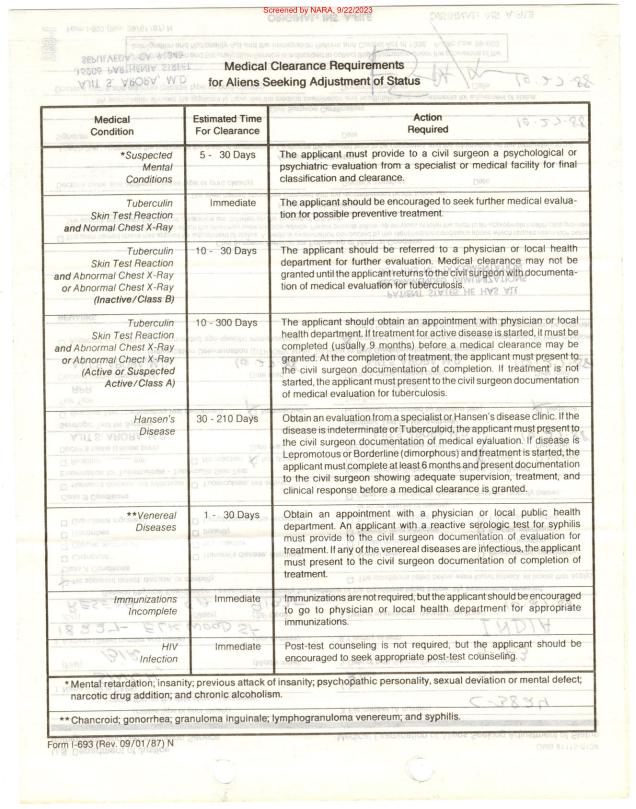 Screened by NARA, 9/22/2023
Medical Clearance Requirements
for Aliens Seeking Adjustment of Status
Medical
Condition
Estimated Time
For Clearance
Action
Required
*Suspected
Mental
Conditions
5 - 30 Days
The applicant must provide to a civil surgeon a psychological or
psychiatric evaluation from a specialist or medical facility for final
classification and clearance.
Tuberculin
Skin Test Reaction
and Normal Chest X-Ray
Immediate
The applicant should be encouraged to seek further medical evalua-
tion for possible preventive treatment.
Tuberculin
Skin Test Reaction
and Abnormal Chest X-Ray
or Abnormal Chest X-Ray
(Inactive/Class B)
10 - 30 Days
The applicant should be referred to a physician or local health
department for further evaluation. Medical clearance may not be
granted until the applicant returns to the civil surgeon with documenta-
tion of medical evaluation for tuberculosis.
Tuberculin
Skin Test Reaction
and Abnormal Chest X-Ray
or Abnormal Chest X-Ray
(Active or Suspected
Active/Class A)
10 - 300 Days
The applicant should obtain an appointment with physician or local
health department. If treatment for active disease is started, it must be
completed (usually 9 months) before a medical clearance may be
granted. At the completion of treatment, the applicant must present to
the civil surgeon documentation of completion. If treatment is not
started, the applicant must present to the civil surgeon documentation
of medical evaluation for tuberculosis.
Hansen's
Disease
30 - 210 Days
Obtain an evaluation from a specialist or Hansen's disease clinic. If the
disease is indeterminate or Tuberculoid, the applicant must present to
the civil surgeon documentation of medical evaluation. If disease is
Lepromotous or Borderline (dimorphous) and treatment is started, the
applicant must complete at least 6 months and present documentation
to the civil surgeon showing adequate supervision, treatment, and
clinical response before a medical clearance is granted.
**Venereal
Diseases
1 - 30 Days
Obtain an appointment with a physician or local public health
department. An applicant with a reactive serologic test for syphilis
must provide to the civil surgeon documentation of evaluation for
treatment. If any of the venereal diseases are infectious, the applicant
must present to the civil surgeon documentation of completion of
treatment.
Immunizations
Incomplete
Immediate
Immunizations are not required, but the applicant should be encouraged
to go to physician or local health department for appropriate
immunizations.
HIV
Infection
Immediate
Post-test counseling is not required, but the applicant should be
encouraged to seek appropriate post-test counseling.
* Mental retardation; insanity; previous attack of insanity; psychopathic personality, sexual deviation or mental defect;
narcotic drug addition; and chronic alcoholism.
** Chancroid; gonorrhea; granuloma inguinale; lymphogranuloma venereum; and syphilis.
Form I-693 (Rev. 09/01/87) N